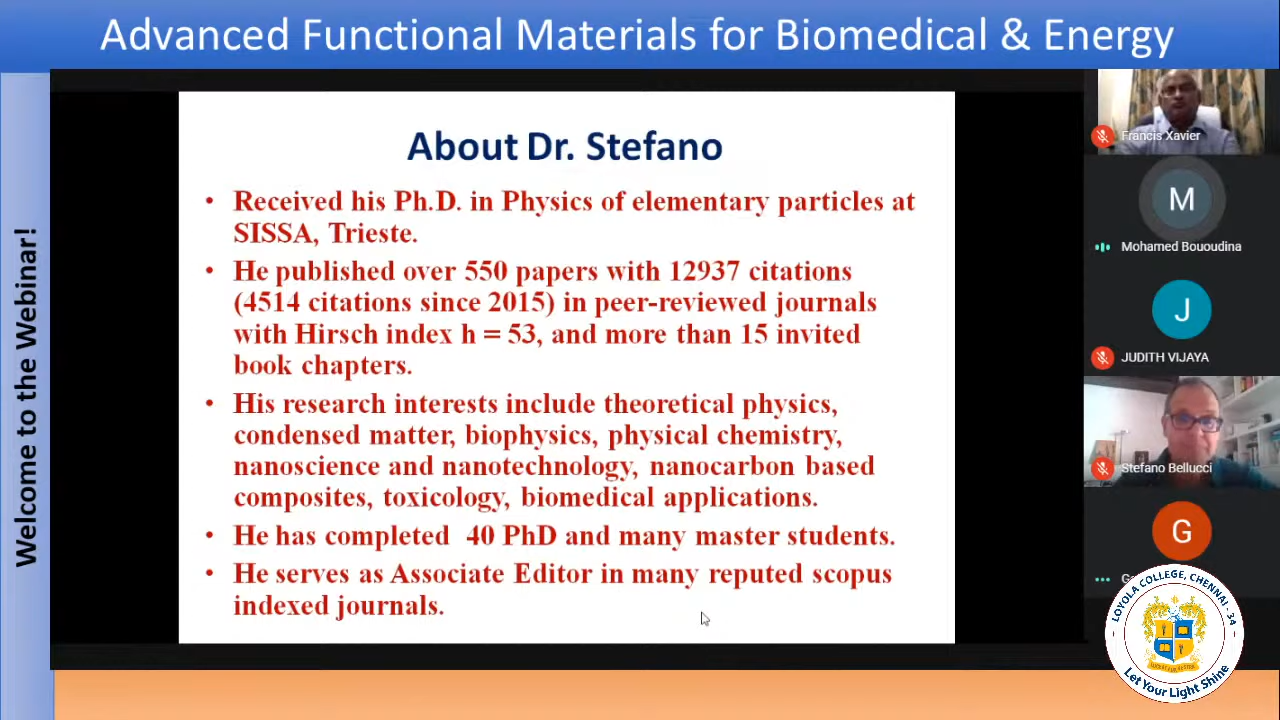 Advanced Functional Materials for Biomedical & Energy
Welcome to the Webinar!
About Dr. Stefano
• Received his Ph.D. in Physics of elementary particles at
SISSA, Trieste.
• He published over 550 papers with 12937 citations
(4514 citations since 2015) in peer-reviewed journals
with Hirsch index h = 53, and more than 15 invited
book chapters.
• His research interests include theoretical physics,
condensed matter, biophysics, physical chemistry,
nanoscience and nanotechnology, nanocarbon based
composites, toxicology, biomedical applications.
• He has completed  40 PhD and many master students.
• He serves as Associate Editor in many reputed scopus
indexed journals.
Francis Xavier
M
Mohamed Bououdina
J
JUDITH VIJAYA
Stefano Bellucci
G
LOYOLA COLLEGE, CHENNAI - 34
Let Your Light Shine